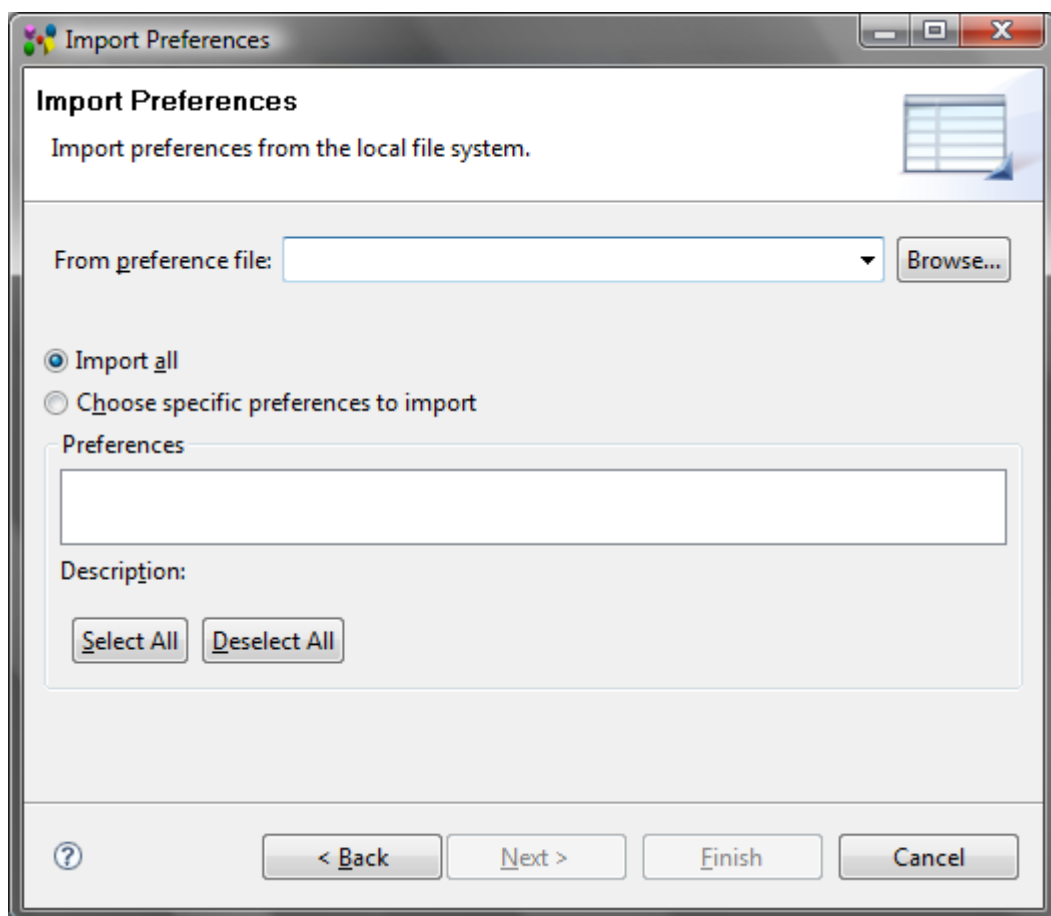 Import Preferences
Import Preferences
Import preferences from the local file system.
From preference file:
Browse...
Import all
Choose specific preferences to import
Preferences
Description:
Select All
Deselect All
< Back
Next >
Finish
Cancel